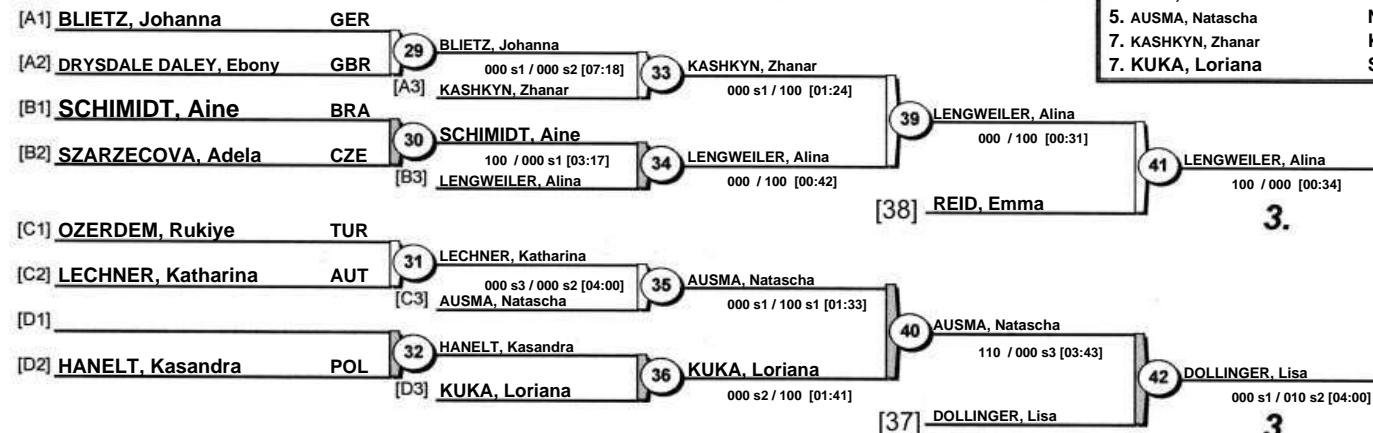 5. AUSMA, Natascha
7. KASHKYN, Zhanar
7. KUKA, Loriana
[A1] BLIETZ, Johanna GER
[A2] DRYSDALE DALEY, Ebony GBR
29 BLIETZ, Johanna
000 s1 / 000 s2 [07:18]
[A3] KASHKYN, Zhanar
33 KASHKYN, Zhanar
000 s1 / 100 [01:24]
[B1] SCHIMIDT, Aine BRA
[B2] SZARZECOVA, Adela CZE
30 SCHIMIDT, Aine
100 / 000 s1 [03:17]
[B3] LENGWEILER, Alina
34 LENGWEILER, Alina
000 / 100 [00:42]
39 LENGWEILER, Alina
000 / 100 [00:31]
[38] REID, Emma
41 LENGWEILER, Alina
100 / 000 [00:34]
3.
[C1] OZERDEM, Rukiye TUR
[C2] LECHNER, Katharina AUT
31 LECHNER, Katharina
000 s3 / 000 s2 [04:00]
[C3] AUSMA, Natascha
35 AUSMA, Natascha
000 s1 / 100 s1 [01:33]
[D1]
[D2] HANELT, Kasandra POL
32 HANELT, Kasandra
[D3] KUKA, Loriana
36 KUKA, Loriana
000 s2 / 100 [01:41]
40 AUSMA, Natascha
110 / 000 s3 [03:43]
[37] DOLLINGER, Lisa
42 DOLLINGER, Lisa
000 s1 / 010 s2 [04:00]
3